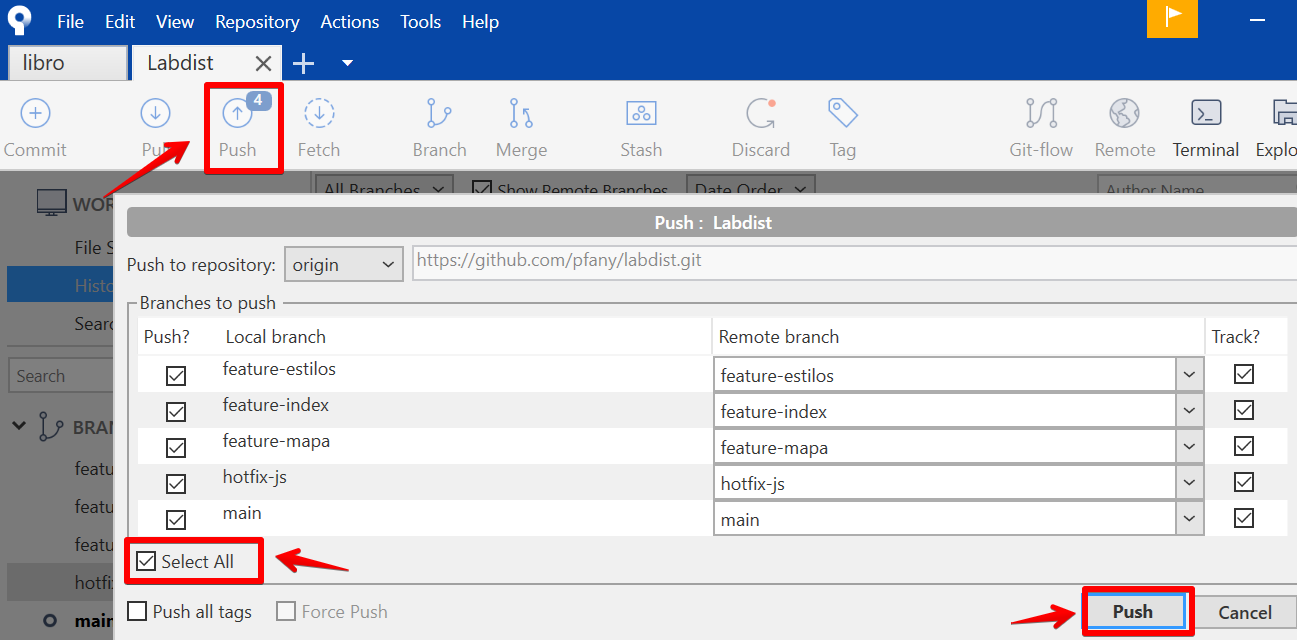 File Edit View Repository Actions Tools Help
libro Labdist
4
Commit Pu Push Fetch Branch Merge Stash Discard Tag Git-flow Remote Terminal Explo
All Branches Show Remote Branches Date Order Author Name
WOR
Push : Labdist
File S
Push to repository: origin https://github.com/pfany/labdist.git
Histo
Branches to push
Searc
Push? Local branch Remote branch Track?
Search
feature-estilos feature-estilos
feature-index feature-index
BRAN
feature-mapa feature-mapa
featu
hotfix-js hotfix-js
featu
main main
featu
Select All
hotfi
Push all tags Force Push Push Cancel
main